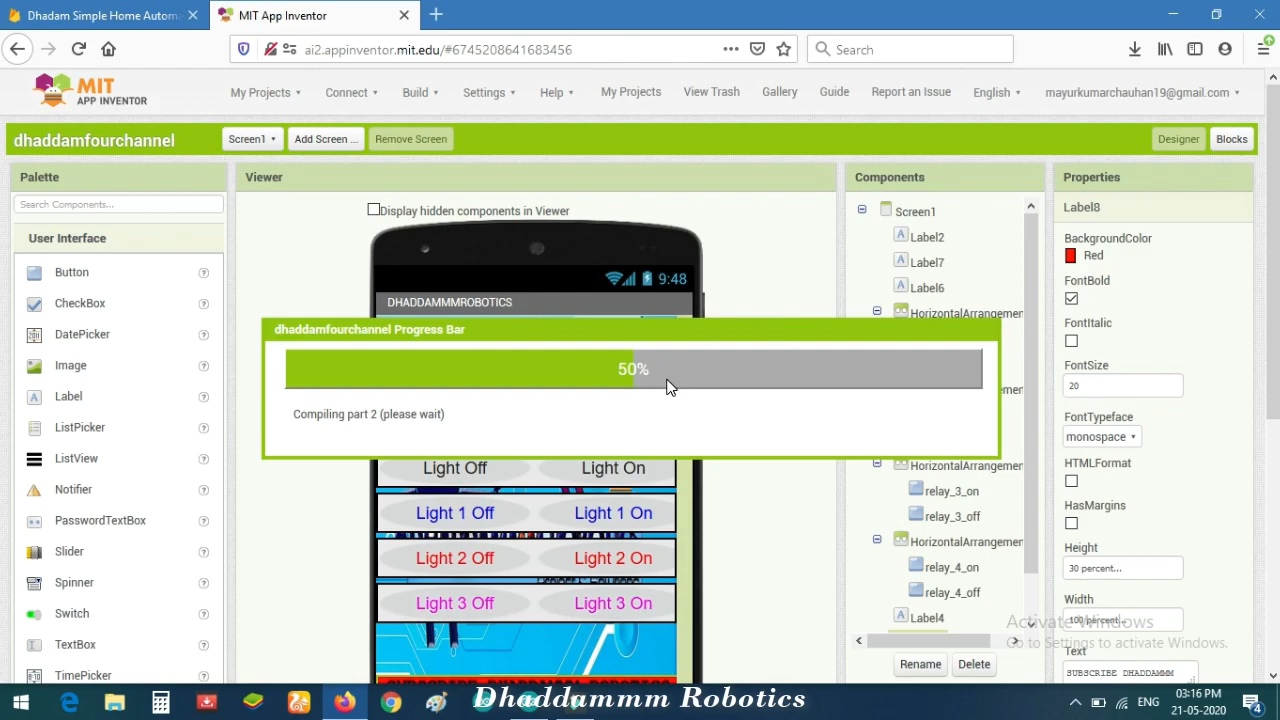 Dhadam Simple Home Autom
MIT App Inventor
ai2.appinventor.mit.edu/#6745208641683456
Search
MIT
APP INVENTOR
My Projects
Connect
Build
Settings
Help
My Projects
View Trash
Gallery
Guide
Report an Issue
English
mayurkumarchauhan19@gmail.com
dhaddamfourchannel
Screen1
Add Screen ...
Remove Screen
Designer
Blocks
Palette
Search Components...
User Interface
Button
CheckBox
DatePicker
Image
Label
ListPicker
ListView
Notifier
PasswordTextBox
Slider
Spinner
Switch
TextBox
TimePicker
Viewer
Display hidden components in Viewer
9:48
DHADDAMMMROBOTICS
dhaddamfourchannel Progress Bar
50%
Compiling part 2 (please wait)
Light Off Light On
Light 1 Off Light 1 On
Light 2 Off Light 2 On
Light 3 Off Light 3 On
Components
Screen1
Label2
Label7
Label6
HorizontalArrangemen
HorizontalArrangemen
relay_3_on
relay_3_off
HorizontalArrangemen
relay_4_on
relay_4_off
Label4
Rename
Delete
Properties
Label8
BackgroundColor
Red
FontBold
FontItalic
FontSize
20
FontTypeface
monospace
HTMLFormat
HasMargins
Height
30 percent...
Width
100 percent...
Text
SUBSCRIBE DHADDAMMM
Activate Windows
Go to Settings to activate Windows.
Dhaddummm Robotics
ENG
03:16 PM
21-05-2020
4